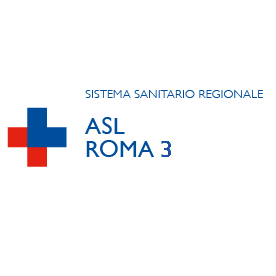 SISTEMA SANITARIO REGIONALE
ASL
ROMA 3